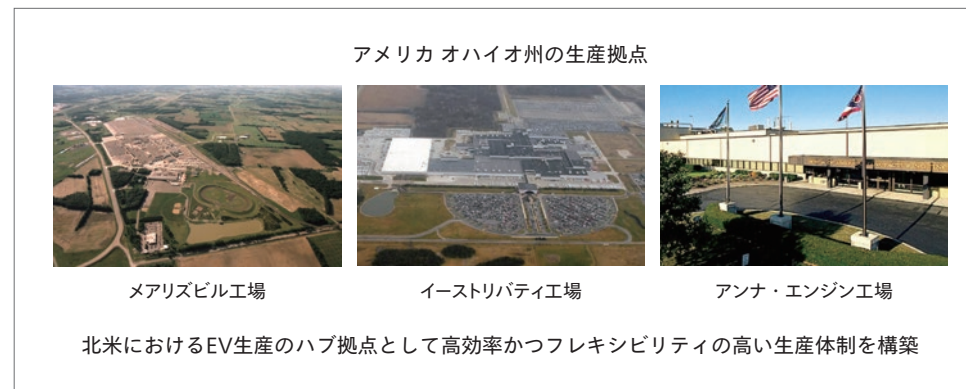 アメリカ オハイオ州の生産拠点
メアリズビル工場
イーストリバティ工場
アンナ・エンジン工場
北米におけるEV生産のハブ拠点として高効率かつフレキシビリティの高い生産体制を構築